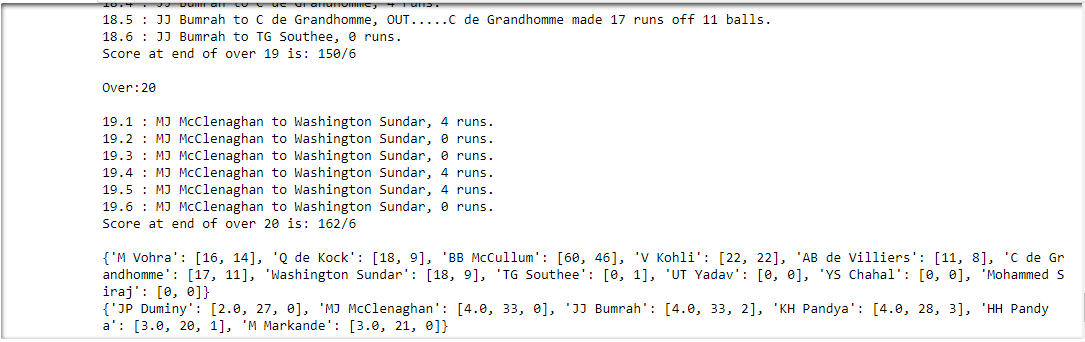 18.4 : JJ Bumrah to C de Grandhomme, 4 runs.
18.5 : JJ Bumrah to C de Grandhomme, OUT.....C de Grandhomme made 17 runs off 11 balls.
18.6 : JJ Bumrah to TG Southee, 0 runs.
Score at end of over 19 is: 150/6
Over:20
19.1 : MJ McClenaghan to Washington Sundar, 4 runs.
19.2 : MJ McClenaghan to Washington Sundar, 0 runs.
19.3 : MJ McClenaghan to Washington Sundar, 0 runs.
19.4 : MJ McClenaghan to Washington Sundar, 4 runs.
19.5 : MJ McClenaghan to Washington Sundar, 4 runs.
19.6 : MJ McClenaghan to Washington Sundar, 0 runs.
Score at end of over 20 is: 162/6
{'M Vohra': [16, 14], 'Q de Kock': [18, 9], 'BB McCullum': [60, 46], 'V Kohli': [22, 22], 'AB de Villiers': [11, 8], 'C de Gr
andhomme': [17, 11], 'Washington Sundar': [18, 9], 'TG Southee': [0, 1], 'UT Yadav': [0, 0], 'YS Chahal': [0, 0], 'Mohammed S
iraj': [0, 0]}
{'JP Duminy': [2.0, 27, 0], 'MJ McClenaghan': [4.0, 33, 0], 'JJ Bumrah': [4.0, 33, 2], 'KH Pandya': [4.0, 28, 3], 'HH Pandy
a': [3.0, 20, 1], 'M Markande': [3.0, 21, 0]}